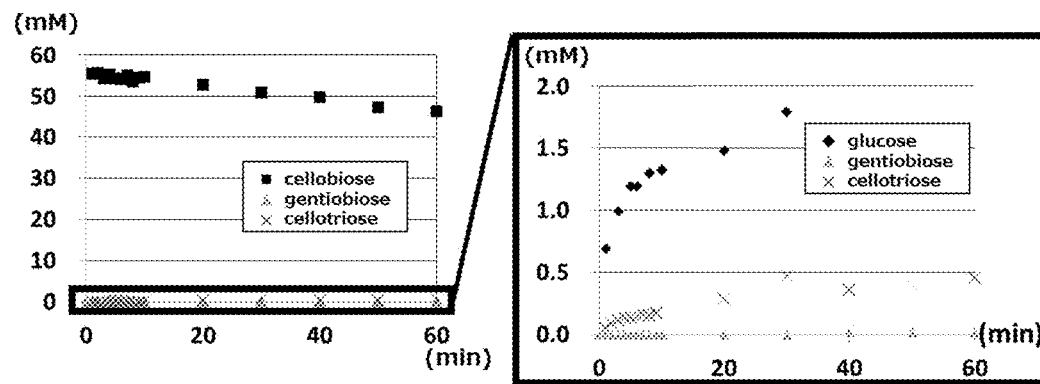 (mM)
60
50
40
30
20
10
0
cellobiose
gentiobiose
cellotriose
0 20 40 60
(min)
(mM)
2.0
1.5
1.0
0.5
0.0
glucose
gentiobiose
cellotriose
0 20 40 60
(min)